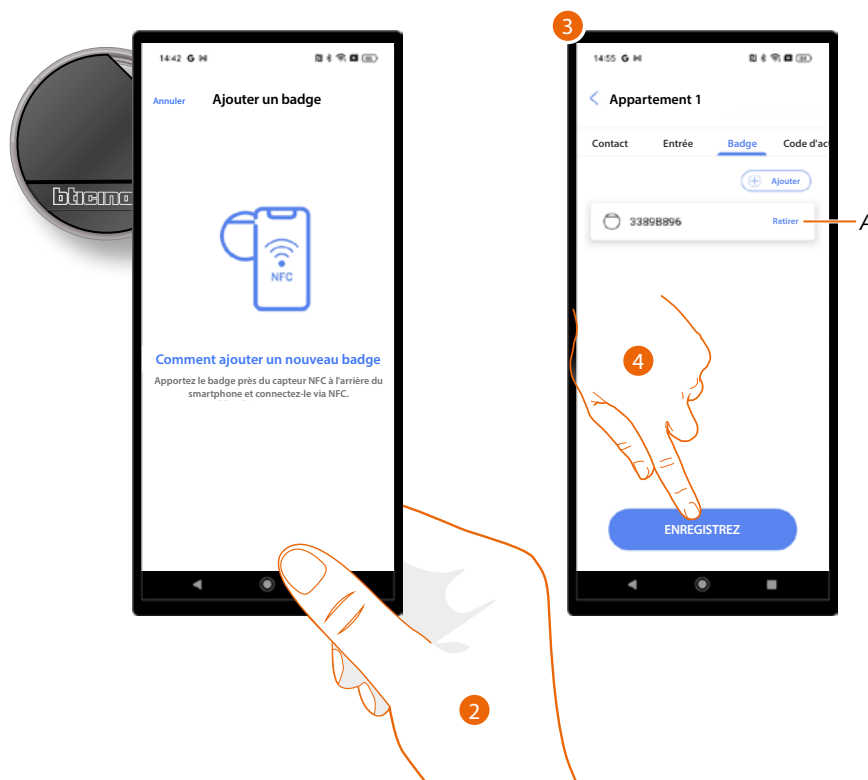 bticino
14:42 G
Annuler
Ajouter un badge
NFC
Comment ajouter un nouveau badge
Apportez le badge près du capteur NFC à l'arrière du
smartphone et connectez-le via NFC.
2
3
14:55 G
Appartement 1
Contact
Entrée
Badge
Code d'ac
Ajouter
3389B896
Retirer
A
4
ENREGISTREZ